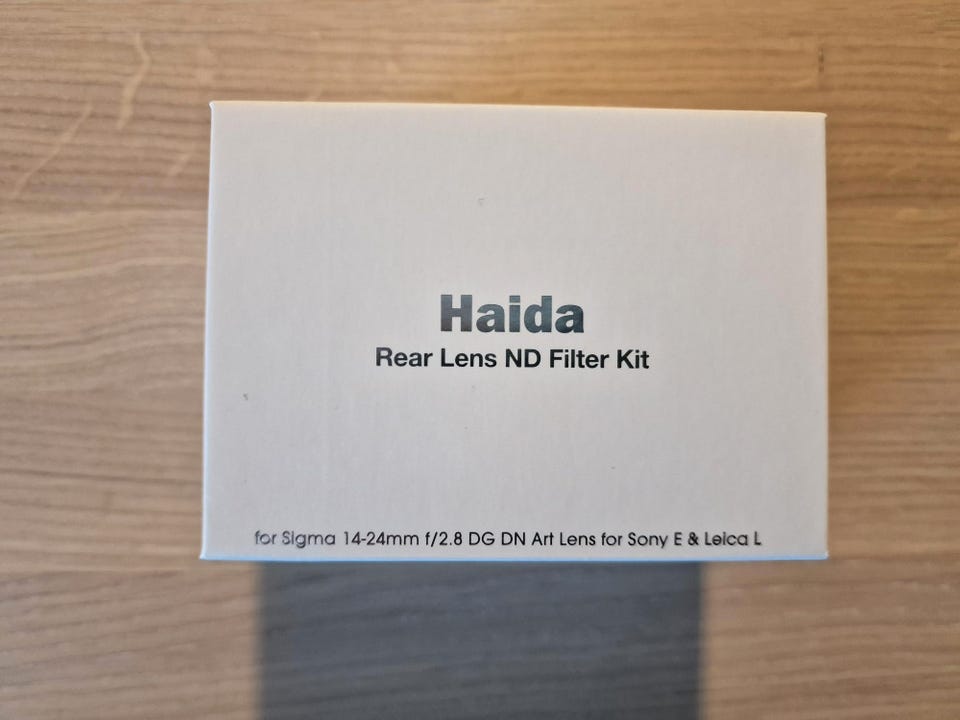 Haida
Rear Lens ND Filter Kit
for Sigma 14-24mm f/2.8 DG DN Art Lens for Sony E & Leica L